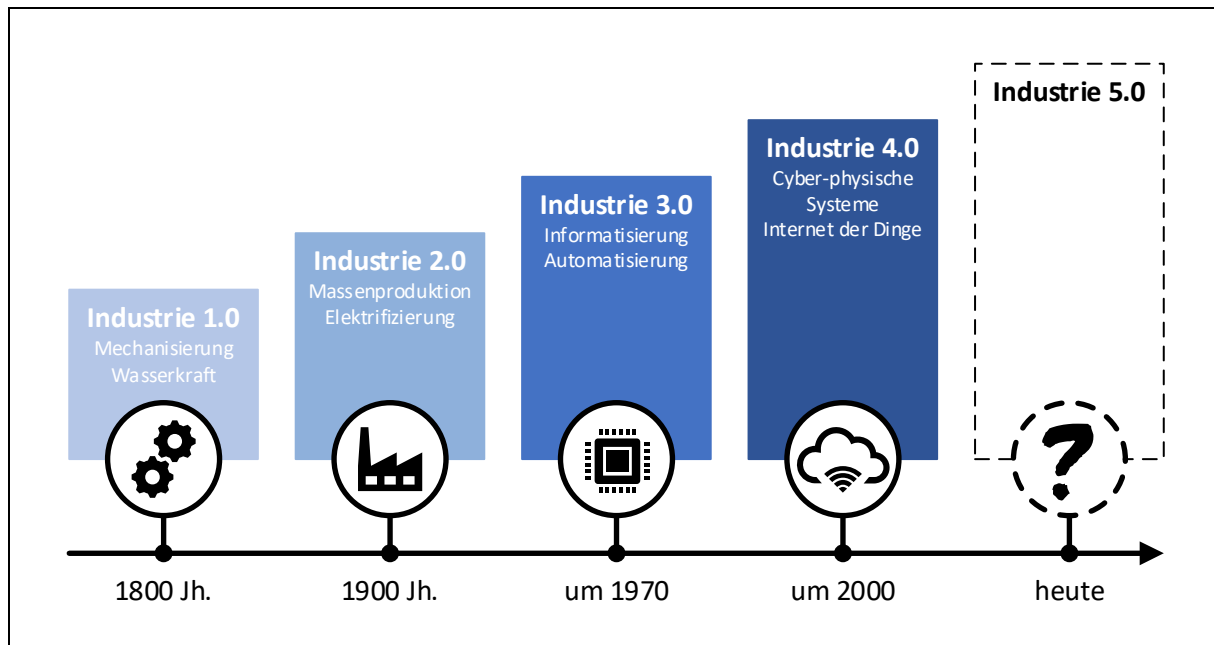 Industrie 1.0
Mechanisierung
Wasserkraft
Industrie 2.0
Massenproduktion
Elektrifizierung
Industrie 3.0
Informatisierung
Automatisierung
Industrie 4.0
Cyber-physische
Systeme
Internet der Dinge
Industrie 5.0
?
1800 Jh.
1900 Jh.
um 1970
um 2000
heute